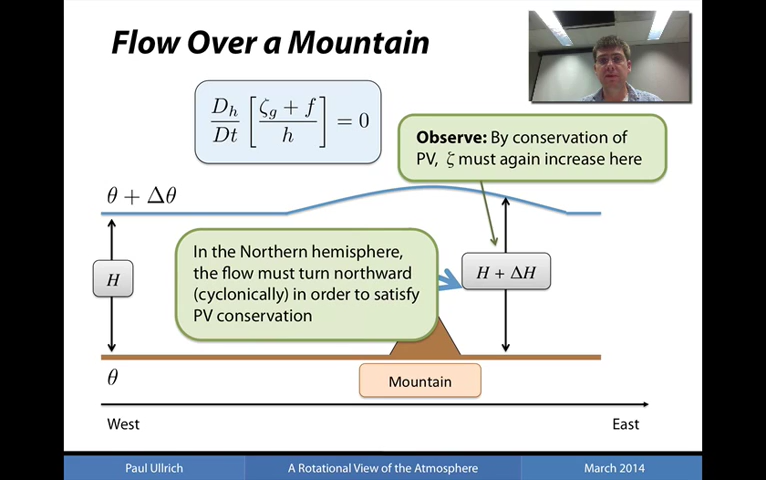 Flow Over a Mountain
D_h/Dt [ζ_g + f / h] = 0
Observe: By conservation of
PV, ζ must again increase here
θ + Δθ
In the Northern hemisphere,
the flow must turn northward
(cyclonically) in order to satisfy
PV conservation
H
H + ΔH
θ
Mountain
West
East
Paul Ullrich
A Rotational View of the Atmosphere
March 2014